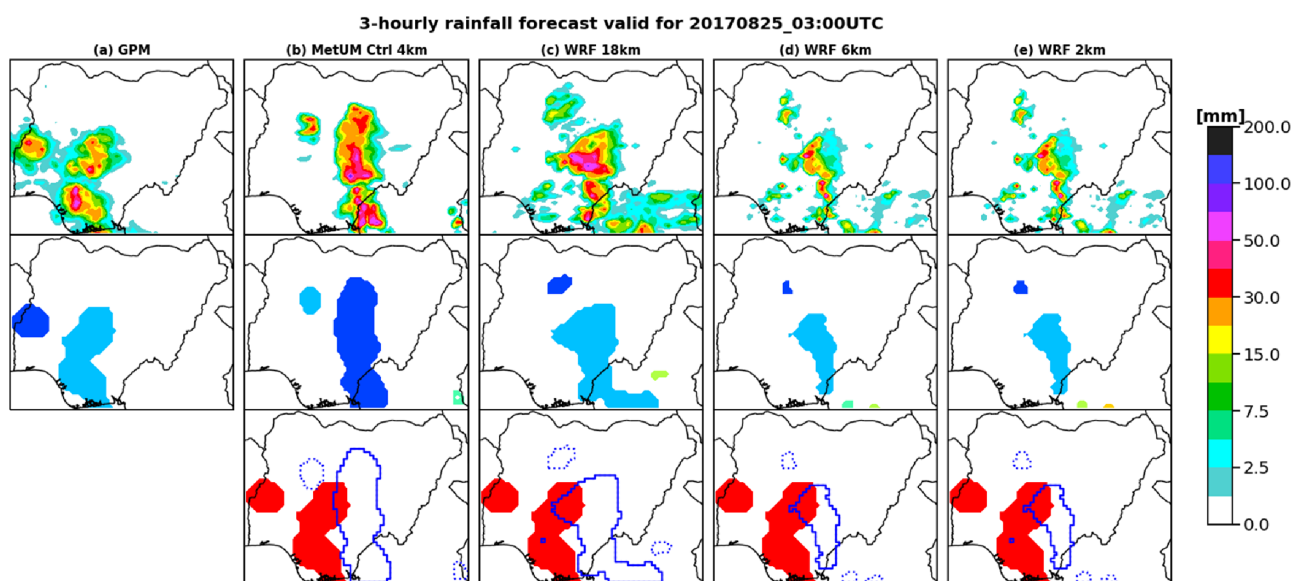 3-hourly rainfall forecast valid for 20170825_03:00UTC
(a) GPM
(b) MetUM Ctrl 4km
(c) WRF 18km
(d) WRF 6km
(e) WRF 2km
[mm]
200.0
100.0
50.0
30.0
15.0
7.5
2.5
0.0